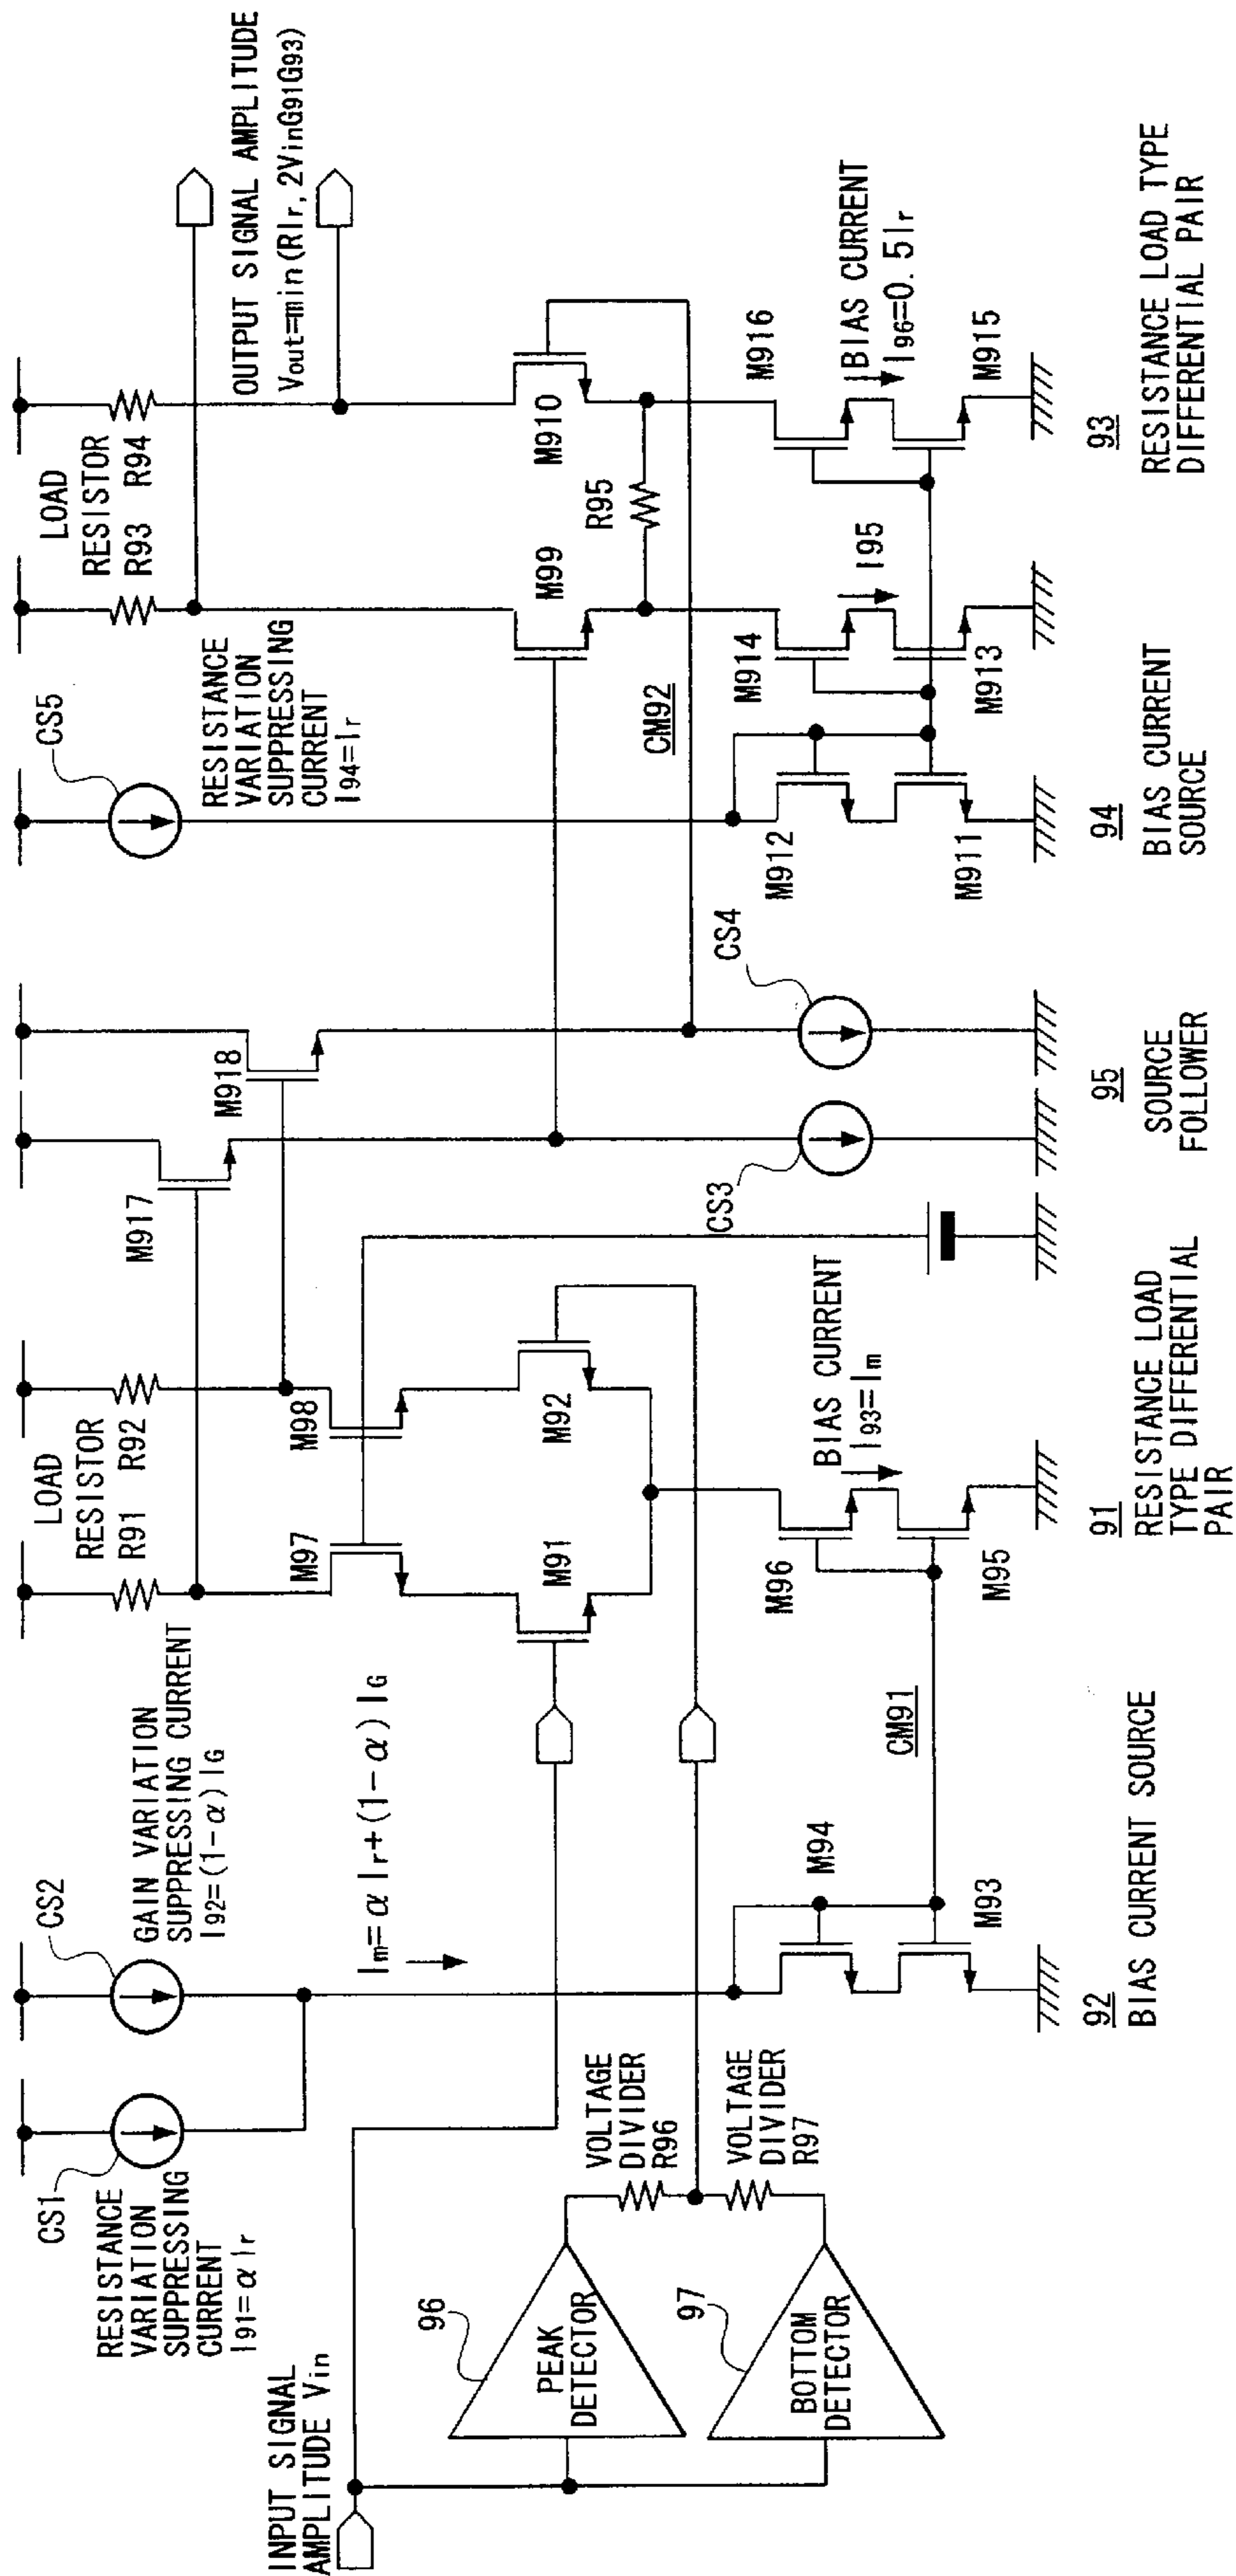 INPUT SIGNAL
AMPLITUDE Vin
96
PEAK
DETECTOR
97
BOTTOM
DETECTOR
VOLTAGE
DIVIDER
R96
VOLTAGE
DIVIDER
R97
CS1
RESISTANCE
VARIATION
SUPPRESSING
CURRENT
I91=αIr
CS2
GAIN VARIATION
SUPPRESSING CURRENT
I92=(1-α)IG
Im=αIr+(1-α)IG
M94
M93
CM91
92
BIAS CURRENT SOURCE
LOAD
RESISTOR
R91 R92
M97
M98
M91
M92
M96
M95
BIAS CURRENT
I93=Im
91
RESISTANCE LOAD
TYPE DIFFERENTIAL
PAIR
M917
M918
CS3
CS4
95
SOURCE
FOLLOWER
CS5
RESISTANCE
VARIATION
SUPPRESSING
CURRENT
I94=Ir
CM92
M912
M911
94
BIAS CURRENT
SOURCE
LOAD
RESISTOR
R93 R94
OUTPUT SIGNAL AMPLITUDE
Vout=min(RIr, 2VinG91G93)
M99
M910
R95
M914
I95
M913
M916
BIAS CURRENT
I96=0.5Ir
M915
93
RESISTANCE LOAD TYPE
DIFFERENTIAL PAIR